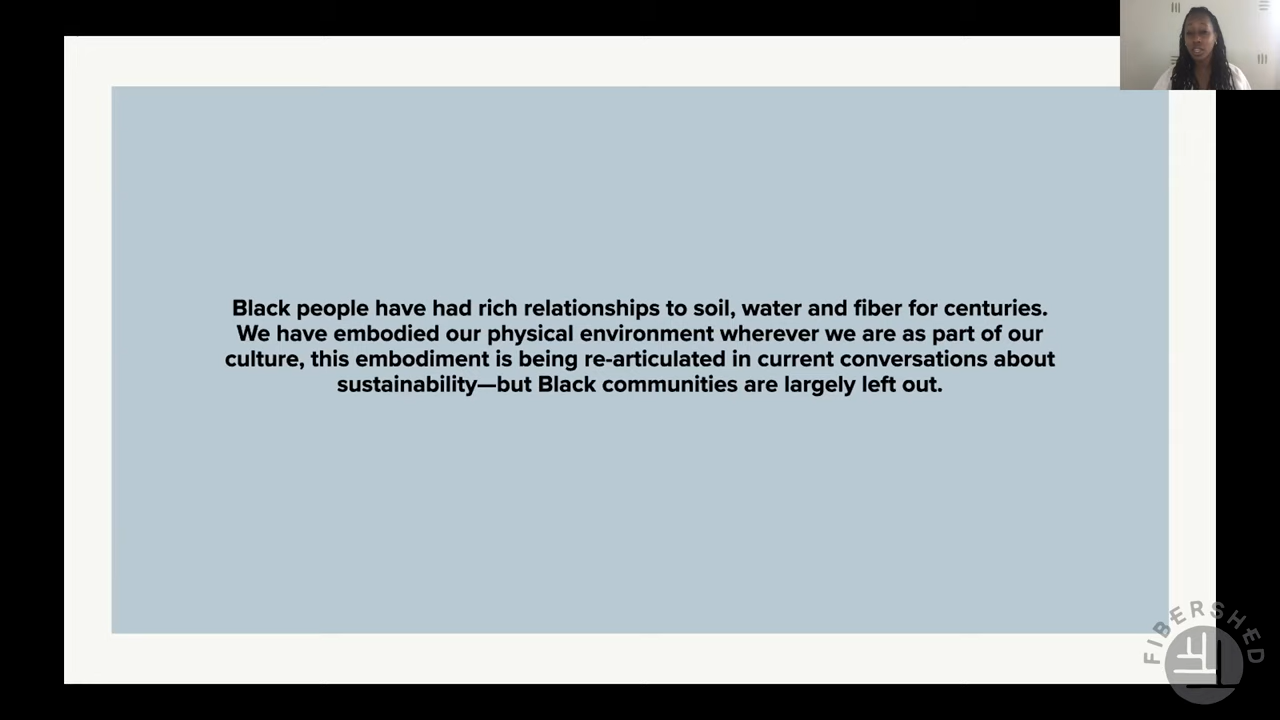 Black people have had rich relationships to soil, water and fiber for centuries.
We have embodied our physical environment wherever we are as part of our
culture, this embodiment is being re-articulated in current conversations about
sustainability—but Black communities are largely left out.
FIBERSHED